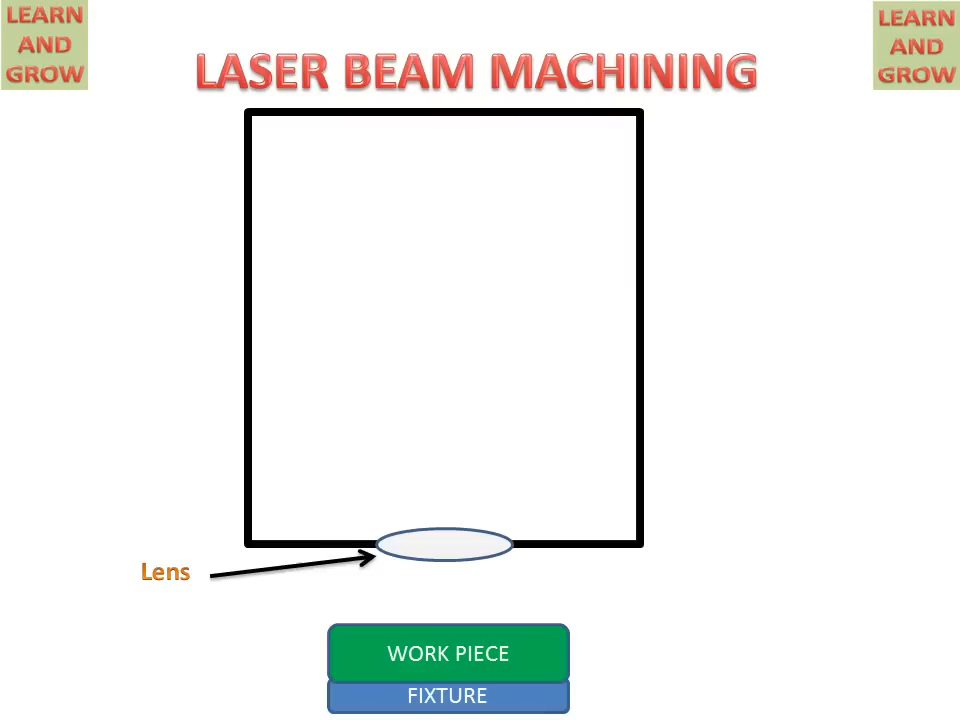 LEARN
AND
GROW
LEARN
AND
GROW
LASER BEAM MACHINING
Lens
WORK PIECE
FIXTURE